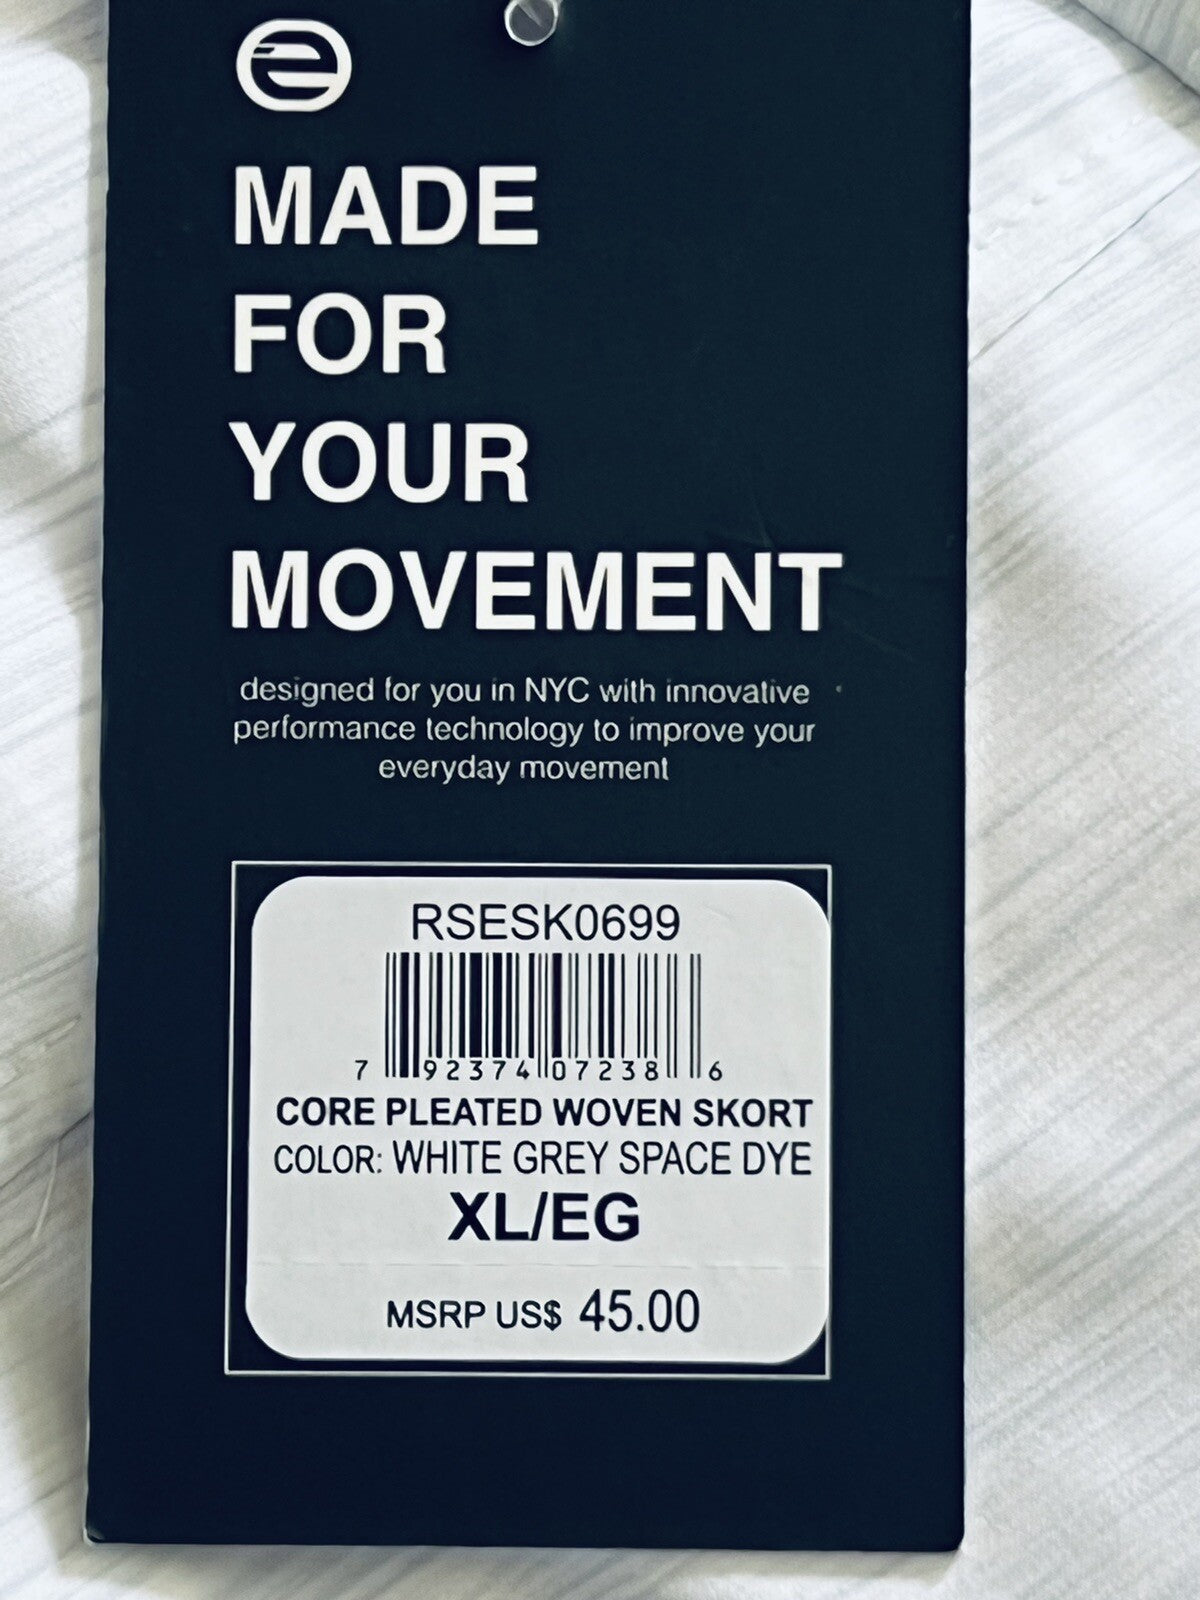 e
MADE
FOR
YOUR
MOVEMENT
designed for you in NYC with innovative
performance technology to improve your
everyday movement
RSESK0699
7 92374 07238 6
CORE PLEATED WOVEN SKORT
COLOR: WHITE GREY SPACE DYE
XL/EG
MSRP US$ 45.00